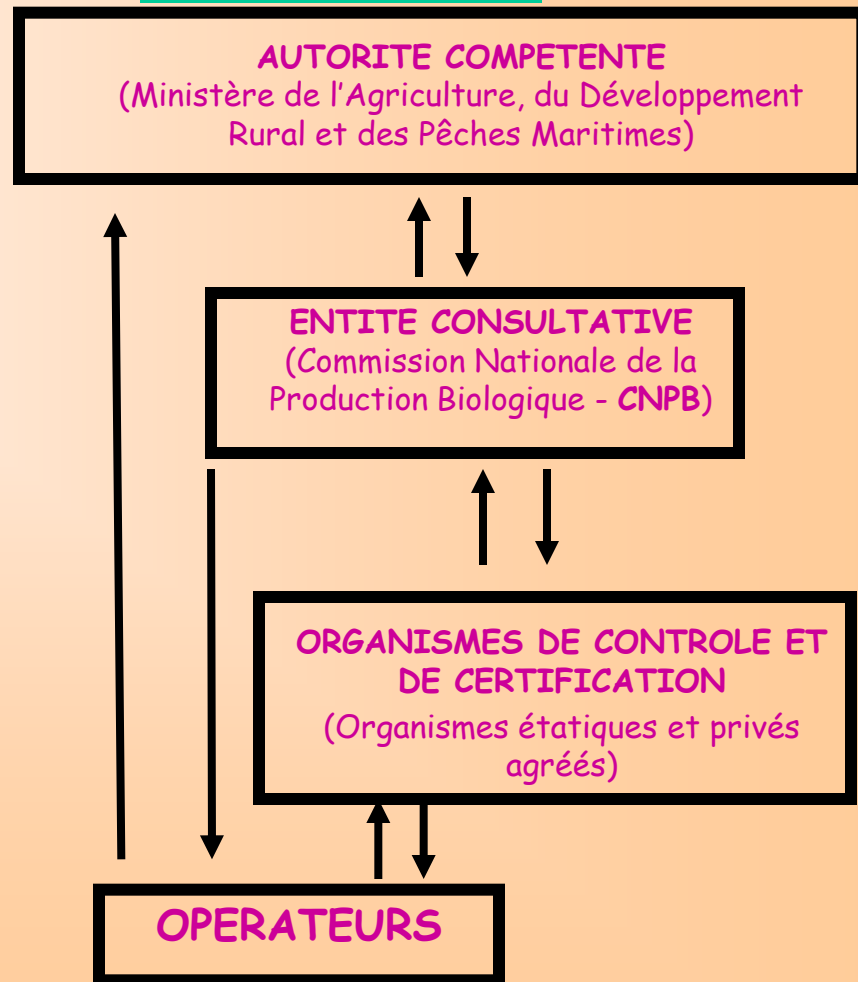 AUTORITE COMPETENTE
(Ministère de l'Agriculture, du Développement
Rural et des Pêches Maritimes)
ENTITE CONSULTATIVE
(Commission Nationale de la
Production Biologique - CNPB)
ORGANISMES DE CONTROLE ET
DE CERTIFICATION
(Organismes étatiques et privés
agréés)
OPERATEURS